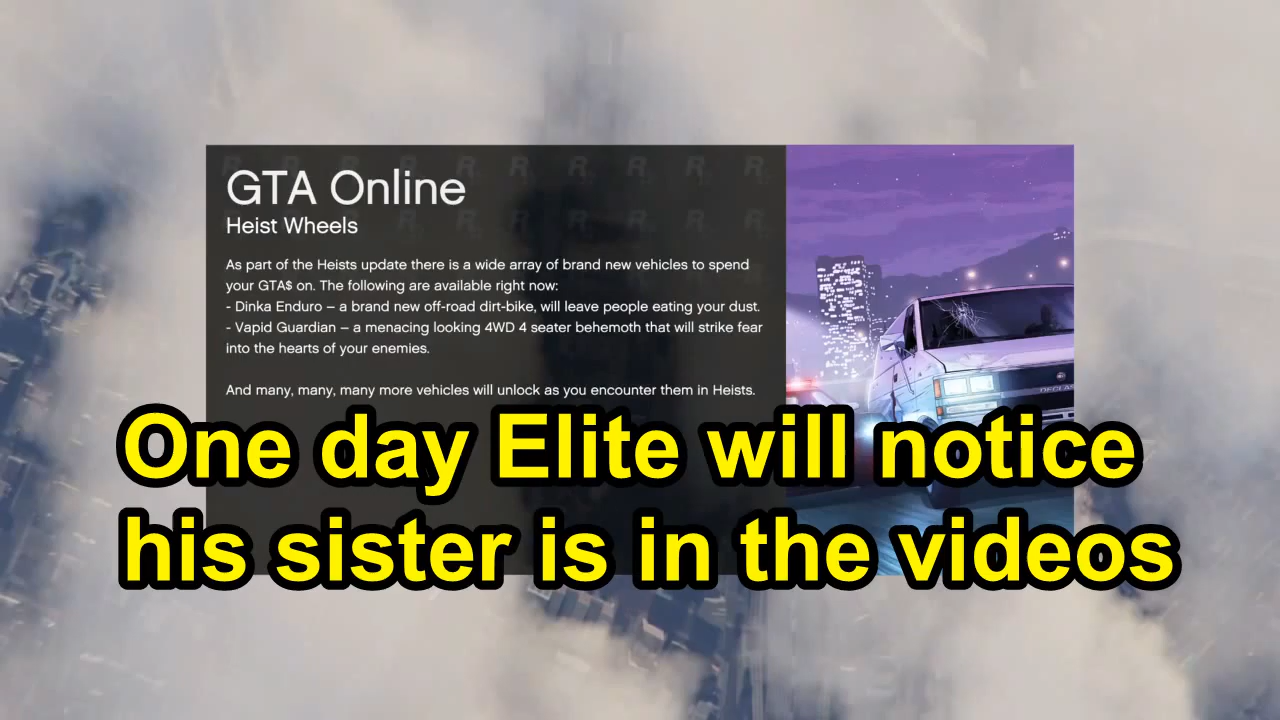 GTA Online
Heist Wheels
As part of the Heists update there is a wide array of brand new vehicles to spend
your GTA$ on. The following are available right now:
- Dinka Enduro – a brand new off-road dirt-bike, will leave people eating your dust.
- Vapid Guardian – a menacing looking 4WD 4 seater behemoth that will strike fear
into the hearts of your enemies.
And many, many, many more vehicles will unlock as you encounter them in Heists.
One day Elite will notice
his sister is in the videos